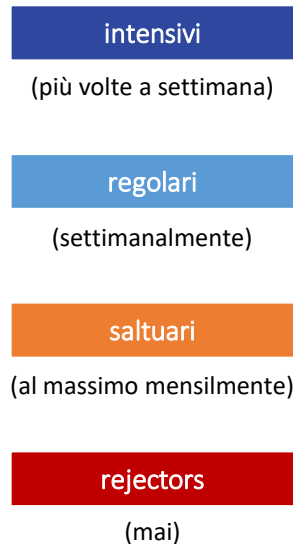 intensivi
(più volte a settimana)
regolari
(settimanalmente)
saltuari
(al massimo mensilmente)
rejectors
(mai)